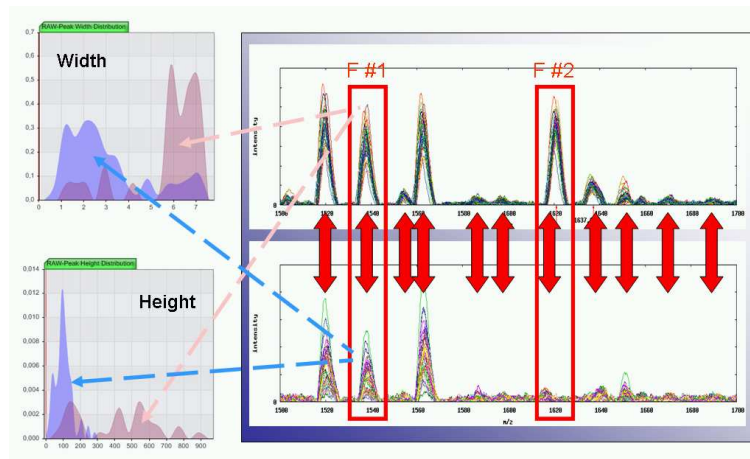 RAW-Peak Width Distribution
Width
0,7
0,6
0,5
0,4
0,3
0,2
0,1
0,0
0 1 2 3 4 5 6 7
RAW-Peak Height Distribution
Height
0,014
0,012
0,010
0,008
0,006
0,004
0,002
0,000
0 100 200 300 400 500 600 700 800 900
F #1 F #2
Intensity
1520 1540 1560 1580 1600 1620 1640 1660 1680 1700
1637.
Intensity
1500 1520 1540 1560 1580 1600 1620 1640 1660 1680 1700
m/z